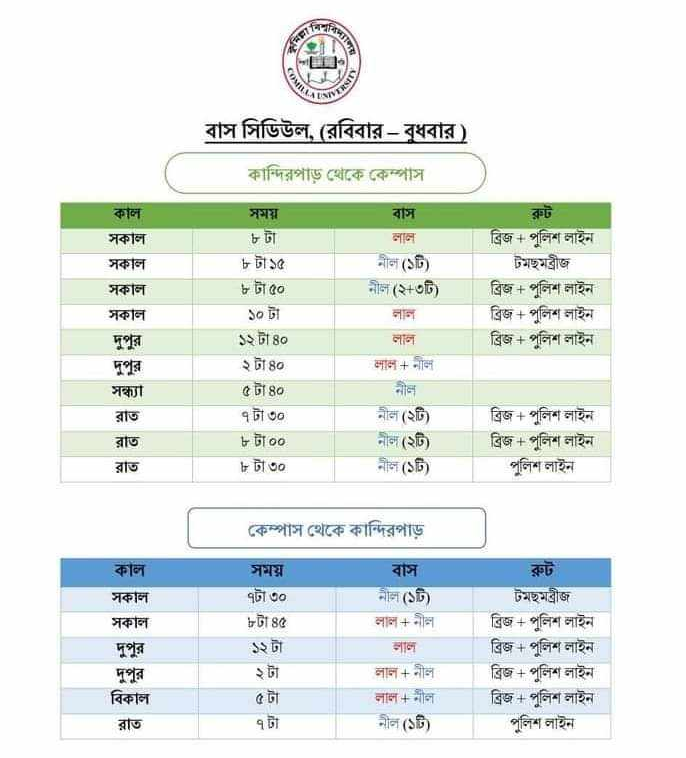 কুমিল্লা বিশ্ববিদ্যালয়
COMILLA UNIVERSITY
বাস সিডিউল, (রবিবার – বুধবার )
কান্দিরপাড় থেকে কেম্পাস
কাল সময় বাস রুট
সকাল ৮ টা লাল ব্রিজ + পুলিশ লাইন
সকাল ৮ টা ১৫ নীল (১টি) টমছমব্রীজ
সকাল ৮ টা ৫০ নীল (২+৩টি) ব্রিজ + পুলিশ লাইন
সকাল ১০ টা লাল ব্রিজ + পুলিশ লাইন
দুপুর ১২ টা ৪০ লাল ব্রিজ + পুলিশ লাইন
দুপুর ২ টা ৪০ লাল + নীল
সন্ধ্যা ৫ টা ৪০ নীল
রাত ৭ টা ৩০ নীল (২টি) ব্রিজ + পুলিশ লাইন
রাত ৮ টা ০০ নীল (২টি) ব্রিজ + পুলিশ লাইন
রাত ৮ টা ৩০ নীল (১টি) পুলিশ লাইন
কেম্পাস থেকে কান্দিরপাড়
কাল সময় বাস রুট
সকাল ৭টা ৩০ নীল (১টি) টমছমব্রীজ
সকাল ৮টা ৪৫ লাল + নীল ব্রিজ + পুলিশ লাইন
দুপুর ১২ টা লাল ব্রিজ + পুলিশ লাইন
দুপুর ২ টা লাল + নীল ব্রিজ + পুলিশ লাইন
বিকাল ৫ টা লাল + নীল ব্রিজ + পুলিশ লাইন
রাত ৭ টা নীল (১টি) পুলিশ লাইন